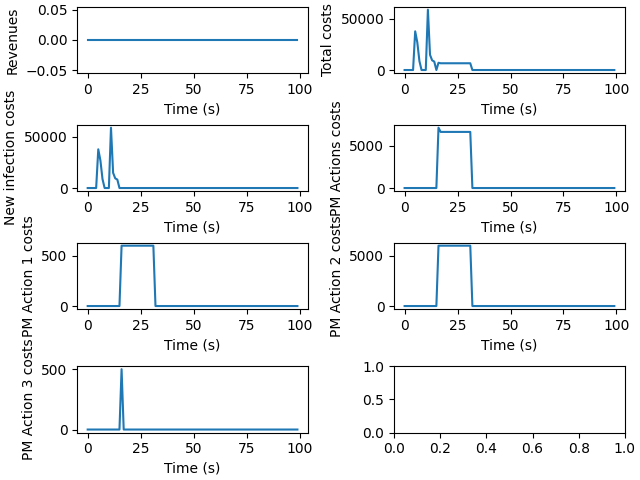 Revenues
0.05
0.00
−0.05
0 25 50 75 100
Time (s)
Total costs
50000
0
0 25 50 75 100
Time (s)
New infection costs
50000
0
0 25 50 75 100
Time (s)
PM Actions costs
5000
0
0 25 50 75 100
Time (s)
PM Action 1 costs
500
0
0 25 50 75 100
Time (s)
PM Action 2 costs
5000
0
0 25 50 75 100
Time (s)
PM Action 3 costs
500
0
0 25 50 75 100
Time (s)
1.0
0.5
0.0
0.0 0.2 0.4 0.6 0.8 1.0